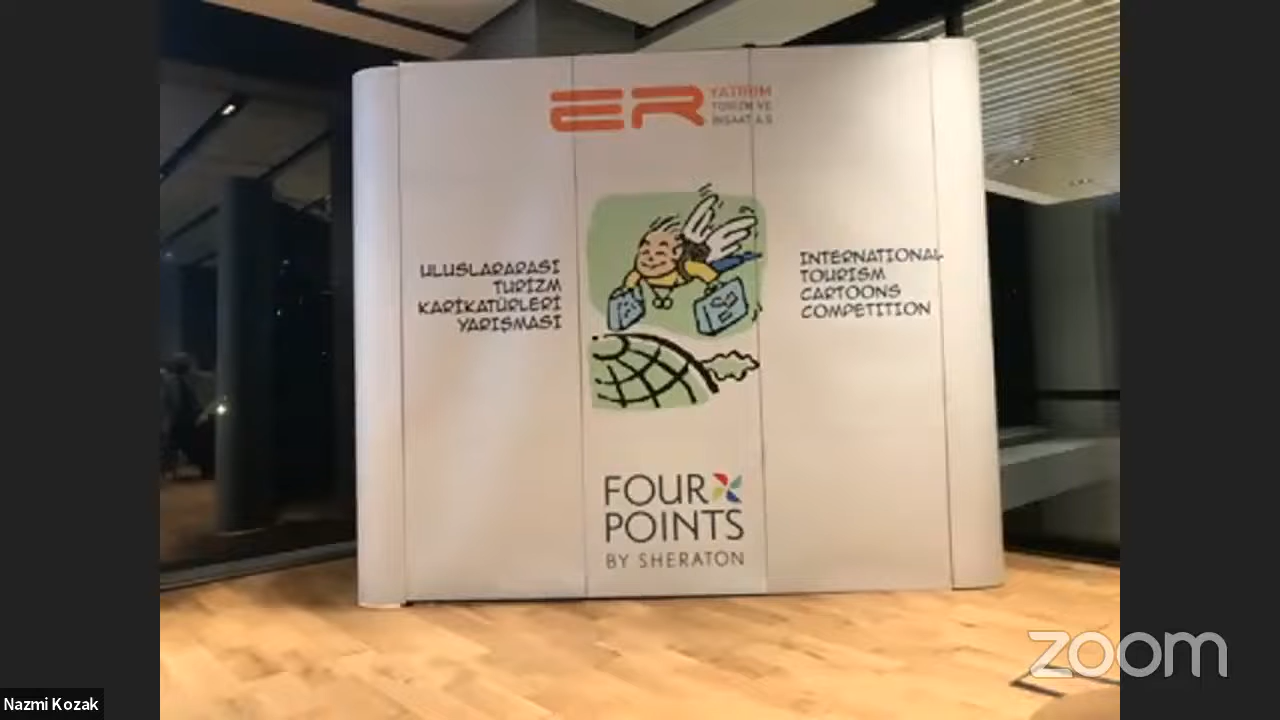 ER YATIRIM
TURİZM VE
İNŞAAT A.Ş
ULUSLARARASI
TURİZM
KARİKATÜRLERİ
YARIŞMASI
INTERNATIONAL
TOURISM
CARTOONS
COMPETITION
FOUR
POINTS
BY SHERATON
zoom
Nazmi Kozak